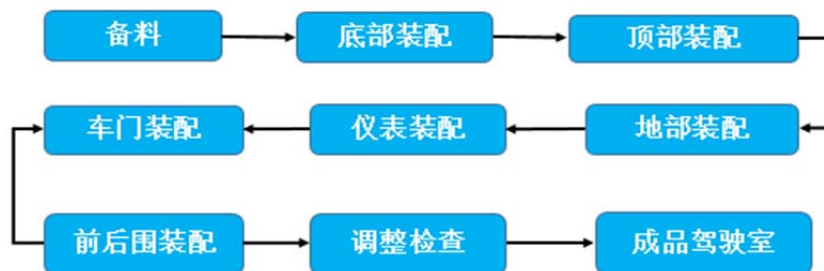 备料
底部装配
顶部装配
车门装配
仪表装配
地部装配
前后围装配
调整检查
成品驾驶室